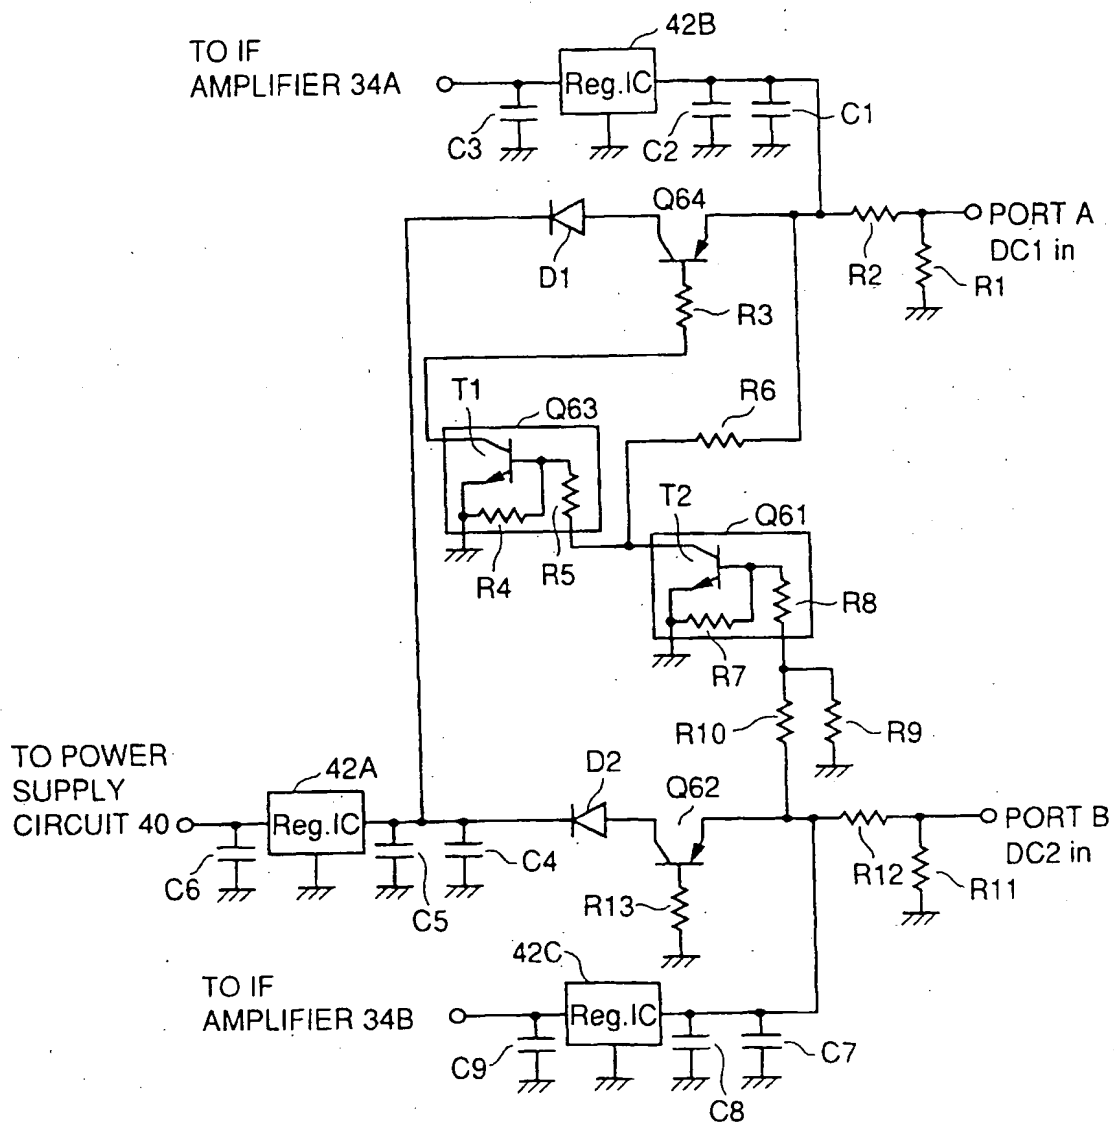 TO IF
AMPLIFIER 34A
42B
Reg.IC
C3
C2
C1
Q64
PORT A
DC1 in
D1
R2
R1
R3
T1
Q63
R6
T2
Q61
R4
R5
R8
R7
R10
R9
TO POWER
SUPPLY
CIRCUIT 40
42A
D2
Q62
Reg.IC
PORT B
DC2 in
C6
C4
C5
R12
R11
R13
42C
TO IF
AMPLIFIER 34B
Reg.IC
C9
C8
C7